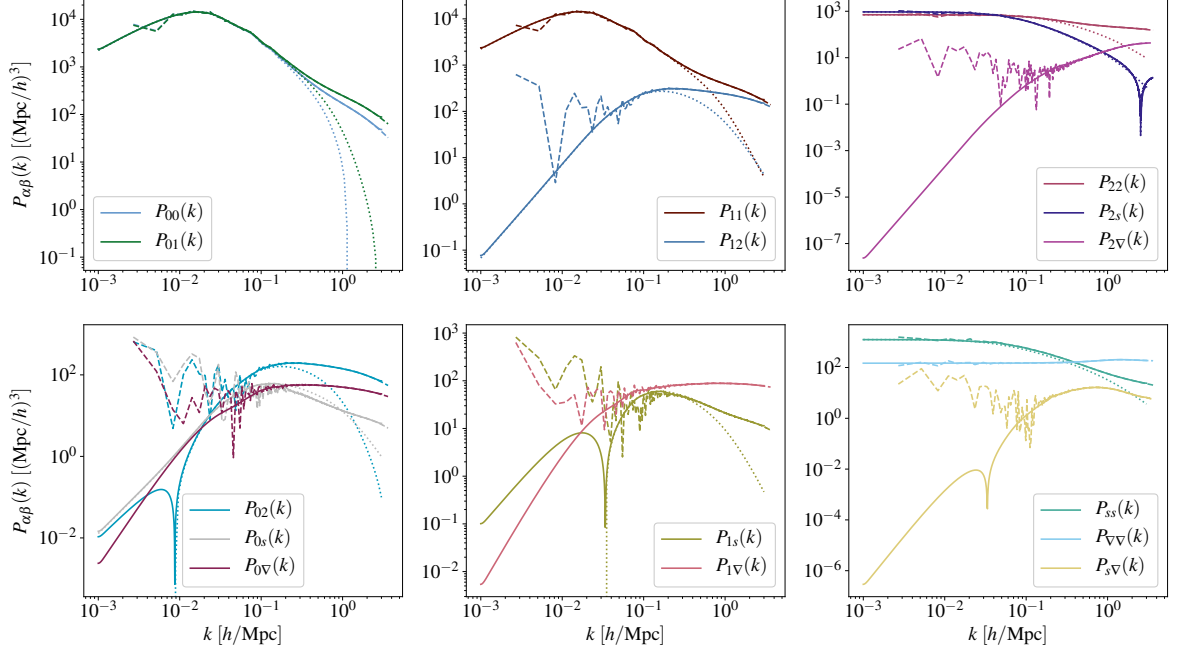 P_{αβ}(k) [(Mpc/h)^3]
10^4
10^3
10^2
10^1
10^0
10^{-1}
10^{-3} 10^{-2} 10^{-1} 10^0
P_{00}(k)
P_{01}(k)
10^4
10^3
10^2
10^1
10^0
10^{-1}
10^{-3} 10^{-2} 10^{-1} 10^0
P_{11}(k)
P_{12}(k)
10^3
10^1
10^{-1}
10^{-3}
10^{-5}
10^{-7}
10^{-3} 10^{-2} 10^{-1} 10^0
P_{22}(k)
P_{2s}(k)
P_{2∇}(k)
P_{αβ}(k) [(Mpc/h)^3]
10^2
10^0
10^{-2}
10^{-3} 10^{-2} 10^{-1} 10^0
k [h/Mpc]
P_{02}(k)
P_{0s}(k)
P_{0∇}(k)
10^3
10^2
10^1
10^0
10^{-1}
10^{-2}
10^{-3} 10^{-2} 10^{-1} 10^0
k [h/Mpc]
P_{1s}(k)
P_{1∇}(k)
10^2
10^0
10^{-2}
10^{-4}
10^{-6}
10^{-3} 10^{-2} 10^{-1} 10^0
k [h/Mpc]
P_{ss}(k)
P_{∇∇}(k)
P_{s∇}(k)